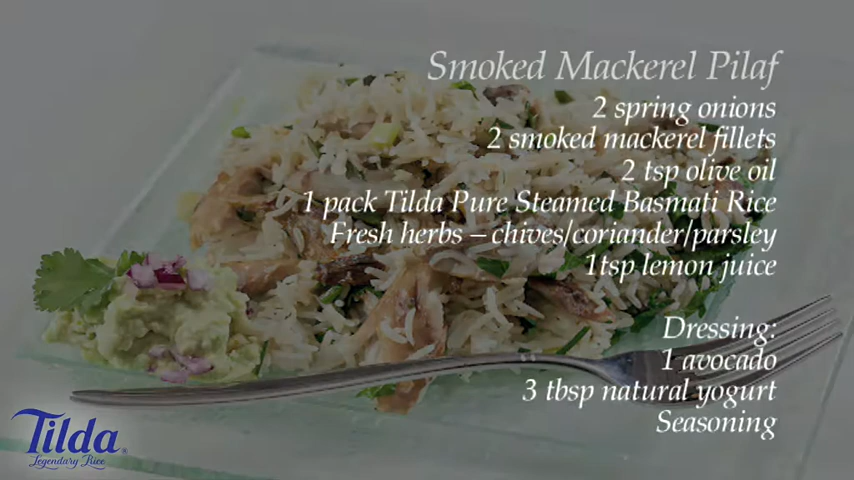 Smoked Mackerel Pilaf
2 spring onions
2 smoked mackerel fillets
2 tsp olive oil
1 pack Tilda Pure Steamed Basmati Rice
Fresh herbs – chives/coriander/parsley
1tsp lemon juice
Dressing:
1 avocado
3 tbsp natural yogurt
Seasoning
Tilda®
Legendary Rice